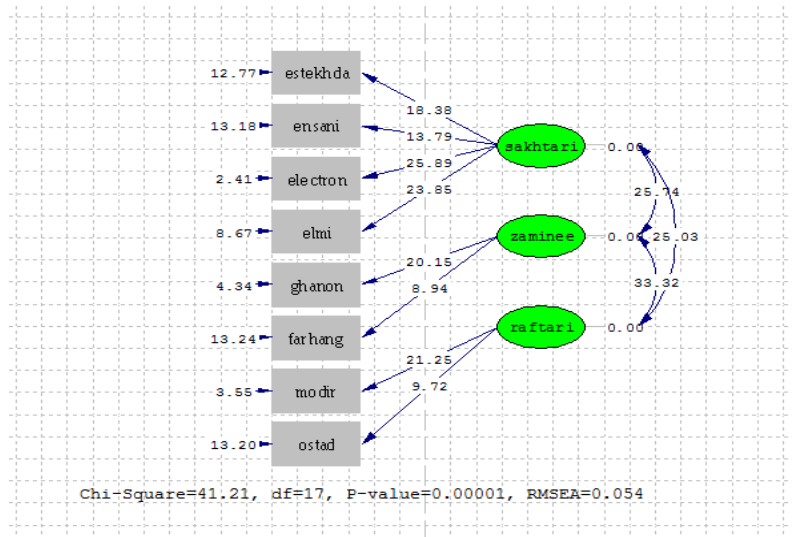 12.77 estekhda
18.38
13.18 ensani
13.79
sakhtari 0.00
2.41 electron
25.89
23.85
25.74
8.67 elmi
zaminee 0.00 25.03
20.15
4.34 ghanon
8.94
33.32
13.24 farhang
raftari 0.00
21.25
3.55 modir
9.72
13.20 ostad
Chi-Square=41.21, df=17, P-value=0.00001, RMSEA=0.054